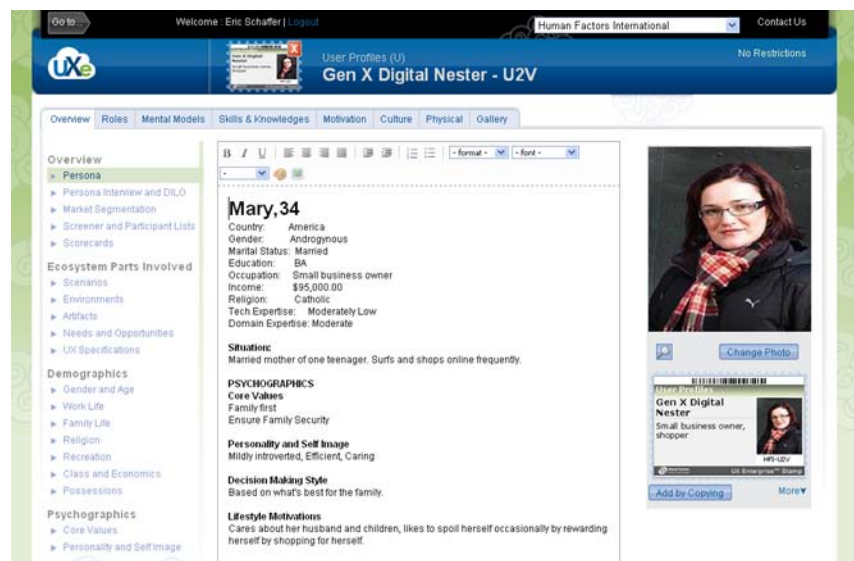 Go to...
Welcome : Eric Schaffer | Logout
Human Factors International
Contact Us
UXe
User Profiles (U)
Gen X Digital Nester - U2V
No Restrictions
Overview Roles Mental Models Skills & Knowledges Motivation Culture Physical Gallery
Overview
Persona
Persona Interview and DILO
Market Segmentation
Screener and Participant Lists
Scorecards
Ecosystem Parts Involved
Scenarios
Environments
Artifacts
Needs and Opportunities
UX Specifications
Demographics
Gender and Age
Work Life
Family Life
Religion
Recreation
Class and Economics
Possessions
Psychographics
Core Values
Personality and Self Image
B I U - format - - font -
-
Mary,34
Country: America
Gender: Androgynous
Marital Status: Married
Education: BA
Occupation: Small business owner
Income: $95,000.00
Religion: Catholic
Tech Expertise: Moderately Low
Domain Expertise: Moderate
Situation:
Married mother of one teenager. Surfs and shops online frequently.
PSYCHOGRAPHICS
Core Values
Family first
Ensure Family Security
Personality and Self Image
Mildly introverted, Efficient, Caring
Decision Making Style
Based on what's best for the family.
Lifestyle Motivations
Cares about her husband and children, likes to spoil herself occasionally by rewarding
herself by shopping for herself.
Change Photo
User Profiles
Gen X Digital
Nester
Small business owner,
shopper
HFI-U2V
UX Enterprise™ Stamp
Add by Copying
More